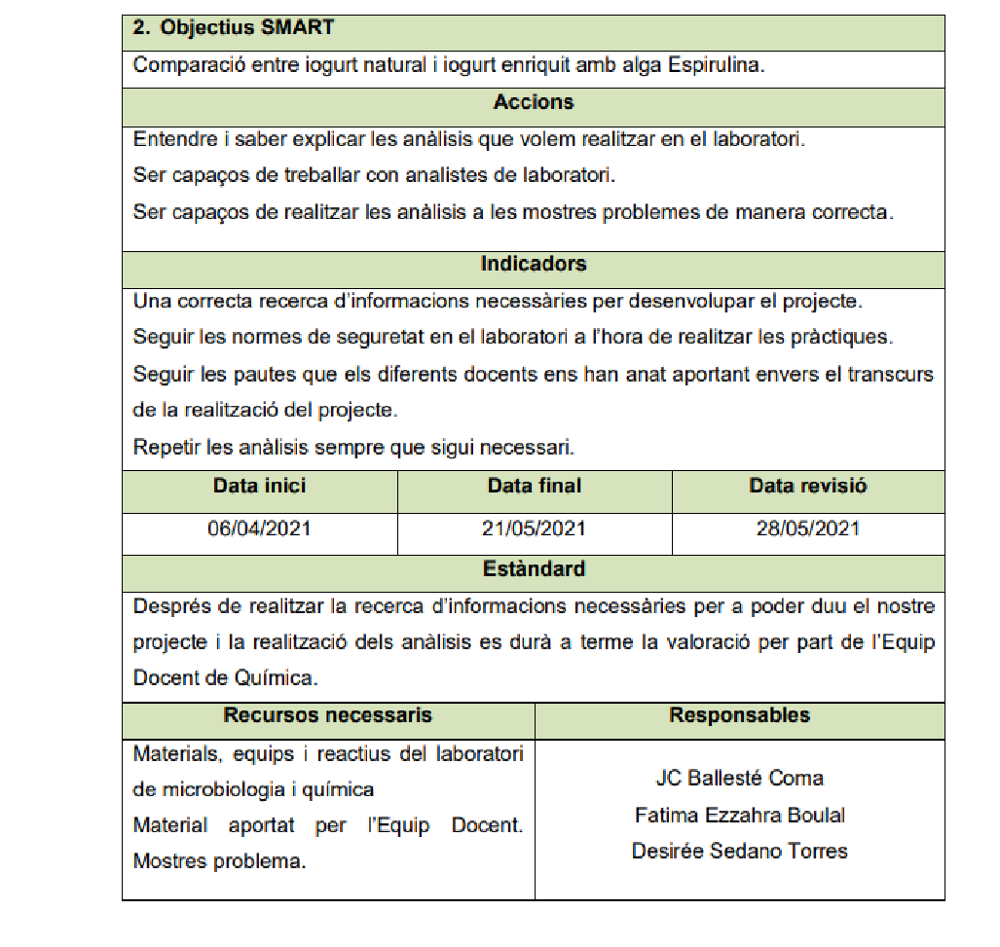 2. Objectius SMART
Comparació entre iogurt natural i iogurt enriquit amb alga Espirulina.
Accions
Entendre i saber explicar les anàlisis que volem realitzar en el laboratori.
Ser capaços de treballar con analistes de laboratori.
Ser capaços de realitzar les anàlisis a les mostres problemes de manera correcta.
Indicadors
Una correcta recerca d'informacions necessàries per desenvolupar el projecte.
Seguir les normes de seguretat en el laboratori a l'hora de realitzar les pràctiques.
Seguir les pautes que els diferents docents ens han anat aportant envers el transcurs
de la realització del projecte.
Repetir les anàlisis sempre que sigui necessari.
Data inici Data final Data revisió
06/04/2021 21/05/2021 28/05/2021
Estàndard
Després de realitzar la recerca d'informacions necessàries per a poder duu el nostre
projecte i la realització dels anàlisis es durà a terme la valoració per part de l'Equip
Docent de Química.
Recursos necessaris Responsables
Materials, equips i reactius del laboratori
de microbiologia i química
Material aportat per l'Equip Docent.
Mostres problema.
JC Ballesté Coma
Fatima Ezzahra Boulal
Desirée Sedano Torres